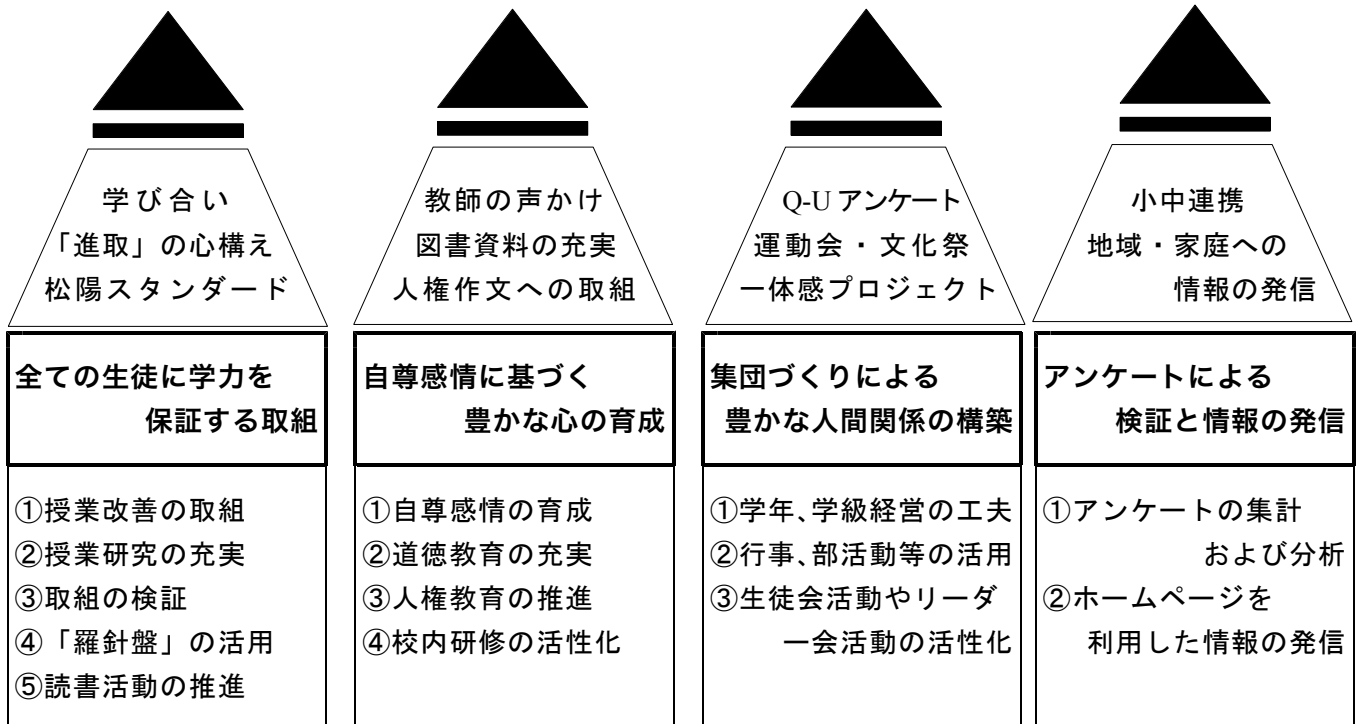 学び合い
「進取」の心構え
松陽スタンダード
全ての生徒に学力を
保証する取組
①授業改善の取組
②授業研究の充実
③取組の検証
④「羅針盤」の活用
⑤読書活動の推進
教師の声かけ
図書資料の充実
人権作文への取組
自尊感情に基づく
豊かな心の育成
①自尊感情の育成
②道徳教育の充実
③人権教育の推進
④校内研修の活性化
Q-U アンケート
運動会・文化祭
一体感プロジェクト
集団づくりによる
豊かな人間関係の構築
①学年、学級経営の工夫
②行事、部活動等の活用
③生徒会活動やリーダ
ー会活動の活性化
小中連携
地域・家庭への
情報の発信
アンケートによる
検証と情報の発信
①アンケートの集計
および分析
②ホームページを
利用した情報の発信